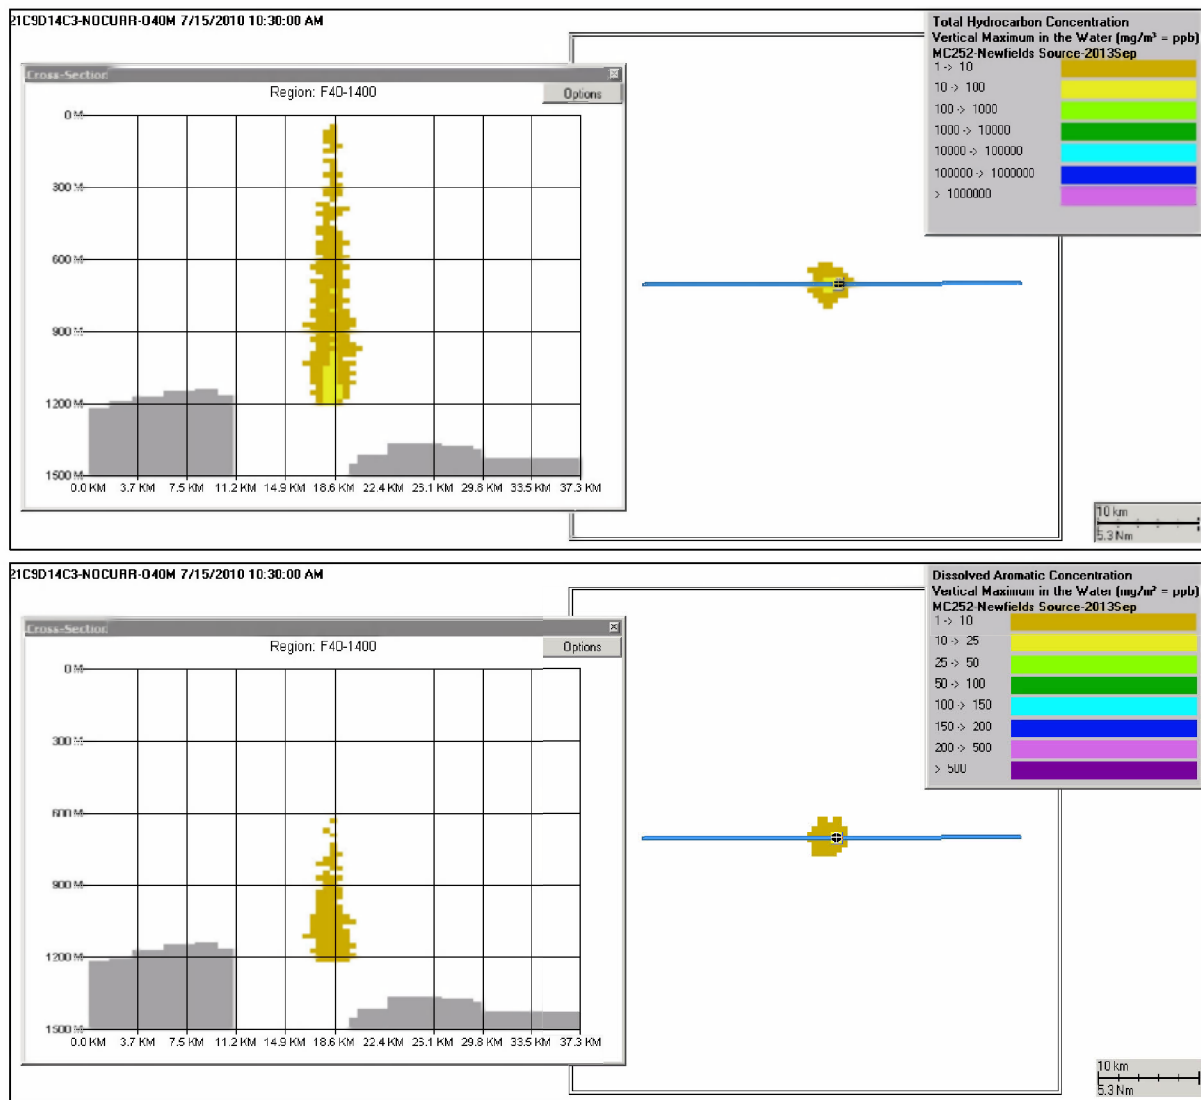 21C9D14C3-NOCURR-O40M 7/15/2010 10:30:00 AM
Total Hydrocarbon Concentration
Vertical Maximum in the Water (mg/m³ = ppb)
MC252-Newfields Source-2013Sep
1 -> 10
10 -> 100
100 -> 1000
1000 -> 10000
10000 -> 100000
100000 -> 1000000
> 1000000
Cross-Section
Region: F40-1400
Options
0 M
300 M
600 M
900 M
1200 M
1500 M
0.0 KM 3.7 KM 7.5 KM 11.2 KM 14.9 KM 18.6 KM 22.4 KM 26.1 KM 29.8 KM 33.5 KM 37.3 KM
10 km
5.3 Nm
21C9D14C3-NOCURR-O40M 7/15/2010 10:30:00 AM
Dissolved Aromatic Concentration
Vertical Maximum in the Water (mg/m³ = ppb)
MC252-Newfields Source-2013Sep
1 -> 10
10 -> 25
25 -> 50
50 -> 100
100 -> 150
150 -> 200
200 -> 500
> 500
Cross-Section
Region: F40-1400
Options
0 M
300 M
600 M
900 M
1200 M
1500 M
0.0 KM 3.7 KM 7.5 KM 11.2 KM 14.9 KM 18.6 KM 22.4 KM 26.1 KM 29.8 KM 33.5 KM 37.3 KM
10 km
5.3 Nm